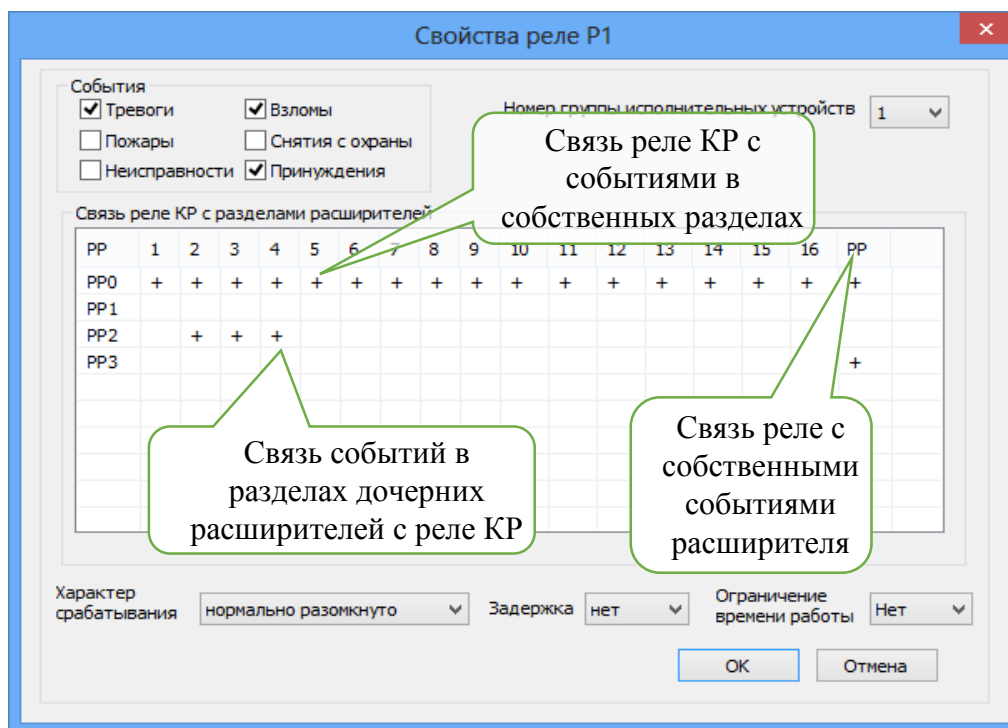 Свойства реле P1
События
Тревоги Взломы
Пожары Снятия с охраны
Неисправности Принуждения
Номер группы исполнительных устройств 1
Связь реле КР с
событиями в
собственных разделах
Связь реле КР с разделами расширителей
РР 1 2 3 4 5 6 7 8 9 10 11 12 13 14 15 16 РР
РР0 + + + + + + + + + + + + + + + + +
РР1
РР2 + + +
РР3 +
Связь событий в
разделах дочерних
расширителей с реле КР
Связь реле с
собственными
событиями
расширителя
Характер
срабатывания нормально разомкнуто Задержка нет Ограничение
времени работы Нет
OK Отмена